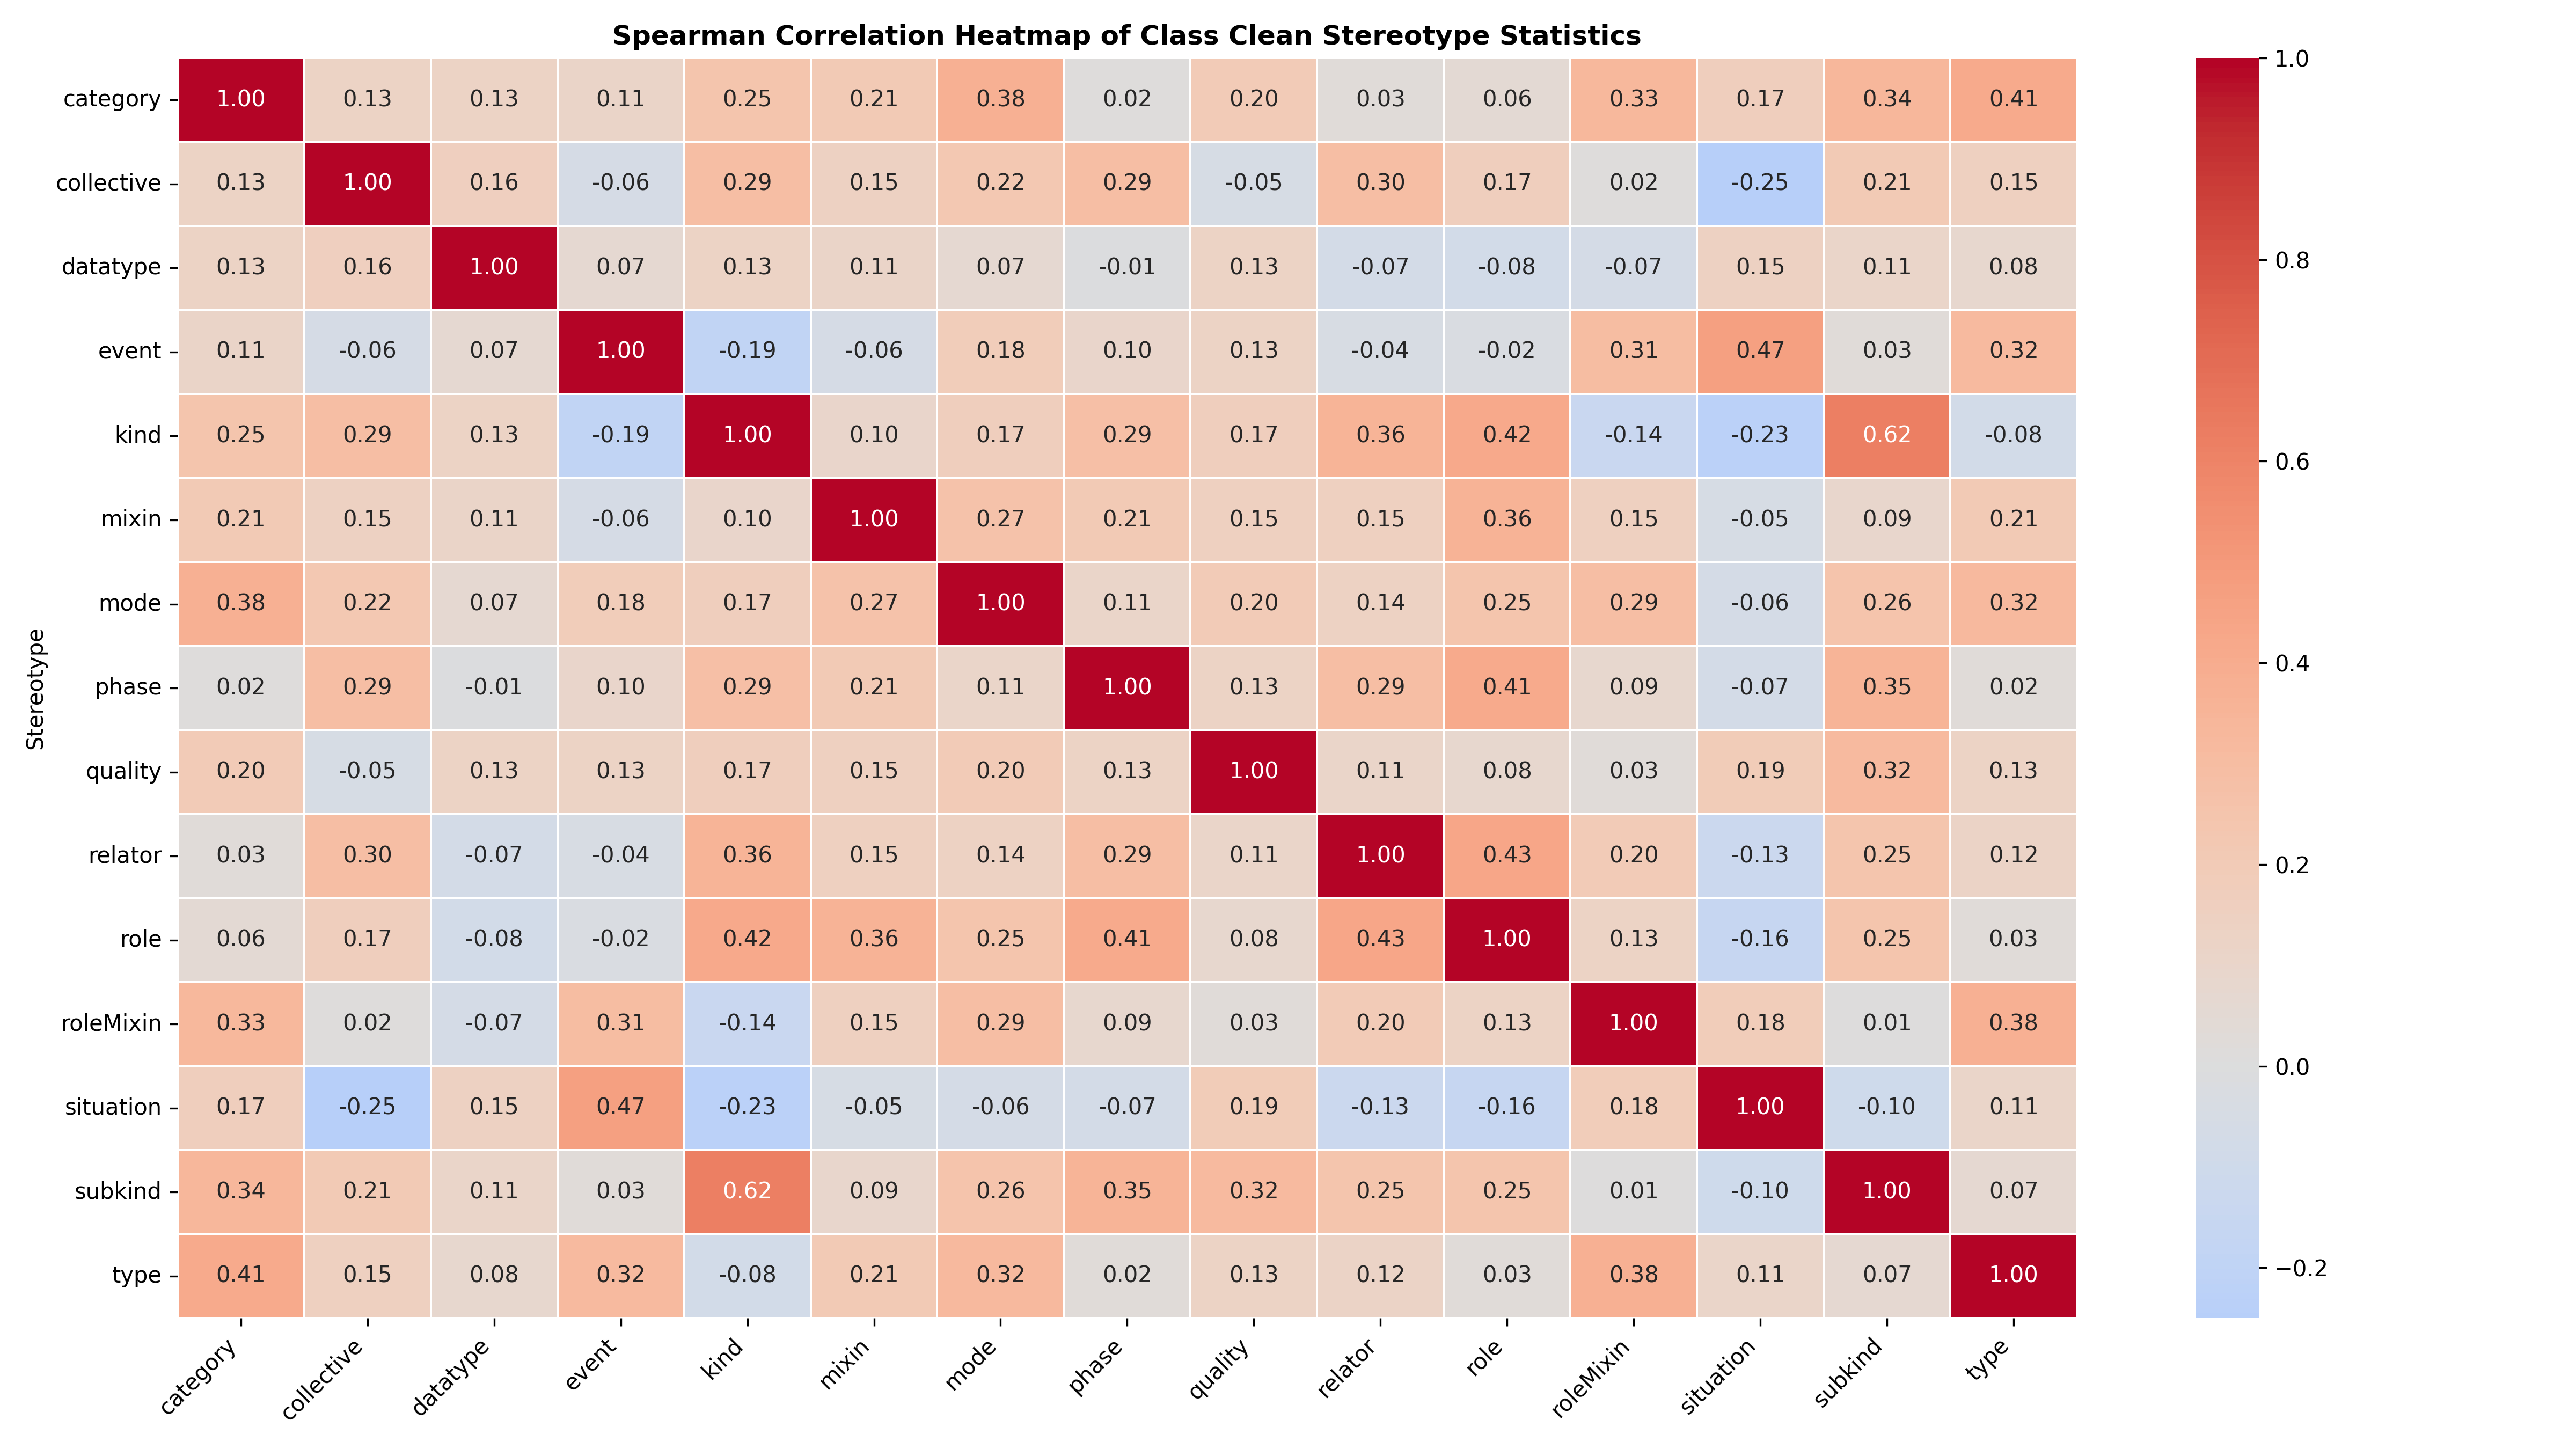 Spearman Correlation Heatmap of Class Clean Stereotype Statistics
Stereotype
category 1.00 0.13 0.13 0.11 0.25 0.21 0.38 0.02 0.20 0.03 0.06 0.33 0.17 0.34 0.41
collective 0.13 1.00 0.16 -0.06 0.29 0.15 0.22 0.29 -0.05 0.30 0.17 0.02 -0.25 0.21 0.15
datatype 0.13 0.16 1.00 0.07 0.13 0.11 0.07 -0.01 0.13 -0.07 -0.08 -0.07 0.15 0.11 0.08
event 0.11 -0.06 0.07 1.00 -0.19 -0.06 0.18 0.10 0.13 -0.04 -0.02 0.31 0.47 0.03 0.32
kind 0.25 0.29 0.13 -0.19 1.00 0.10 0.17 0.29 0.17 0.36 0.42 -0.14 -0.23 0.62 -0.08
mixin 0.21 0.15 0.11 -0.06 0.10 1.00 0.27 0.21 0.15 0.15 0.36 0.15 -0.05 0.09 0.21
mode 0.38 0.22 0.07 0.18 0.17 0.27 1.00 0.11 0.20 0.14 0.25 0.29 -0.06 0.26 0.32
phase 0.02 0.29 -0.01 0.10 0.29 0.21 0.11 1.00 0.13 0.29 0.41 0.09 -0.07 0.35 0.02
quality 0.20 -0.05 0.13 0.13 0.17 0.15 0.20 0.13 1.00 0.11 0.08 0.03 0.19 0.32 0.13
relator 0.03 0.30 -0.07 -0.04 0.36 0.15 0.14 0.29 0.11 1.00 0.43 0.20 -0.13 0.25 0.12
role 0.06 0.17 -0.08 -0.02 0.42 0.36 0.25 0.41 0.08 0.43 1.00 0.13 -0.16 0.25 0.03
roleMixin 0.33 0.02 -0.07 0.31 -0.14 0.15 0.29 0.09 0.03 0.20 0.13 1.00 0.18 0.01 0.38
situation 0.17 -0.25 0.15 0.47 -0.23 -0.05 -0.06 -0.07 0.19 -0.13 -0.16 0.18 1.00 -0.10 0.11
subkind 0.34 0.21 0.11 0.03 0.62 0.09 0.26 0.35 0.32 0.25 0.25 0.01 -0.10 1.00 0.07
type 0.41 0.15 0.08 0.32 -0.08 0.21 0.32 0.02 0.13 0.12 0.03 0.38 0.11 0.07 1.00
category collective datatype event kind mixin mode phase quality relator role roleMixin situation subkind type
1.0
0.8
0.6
0.4
0.2
0.0
−0.2